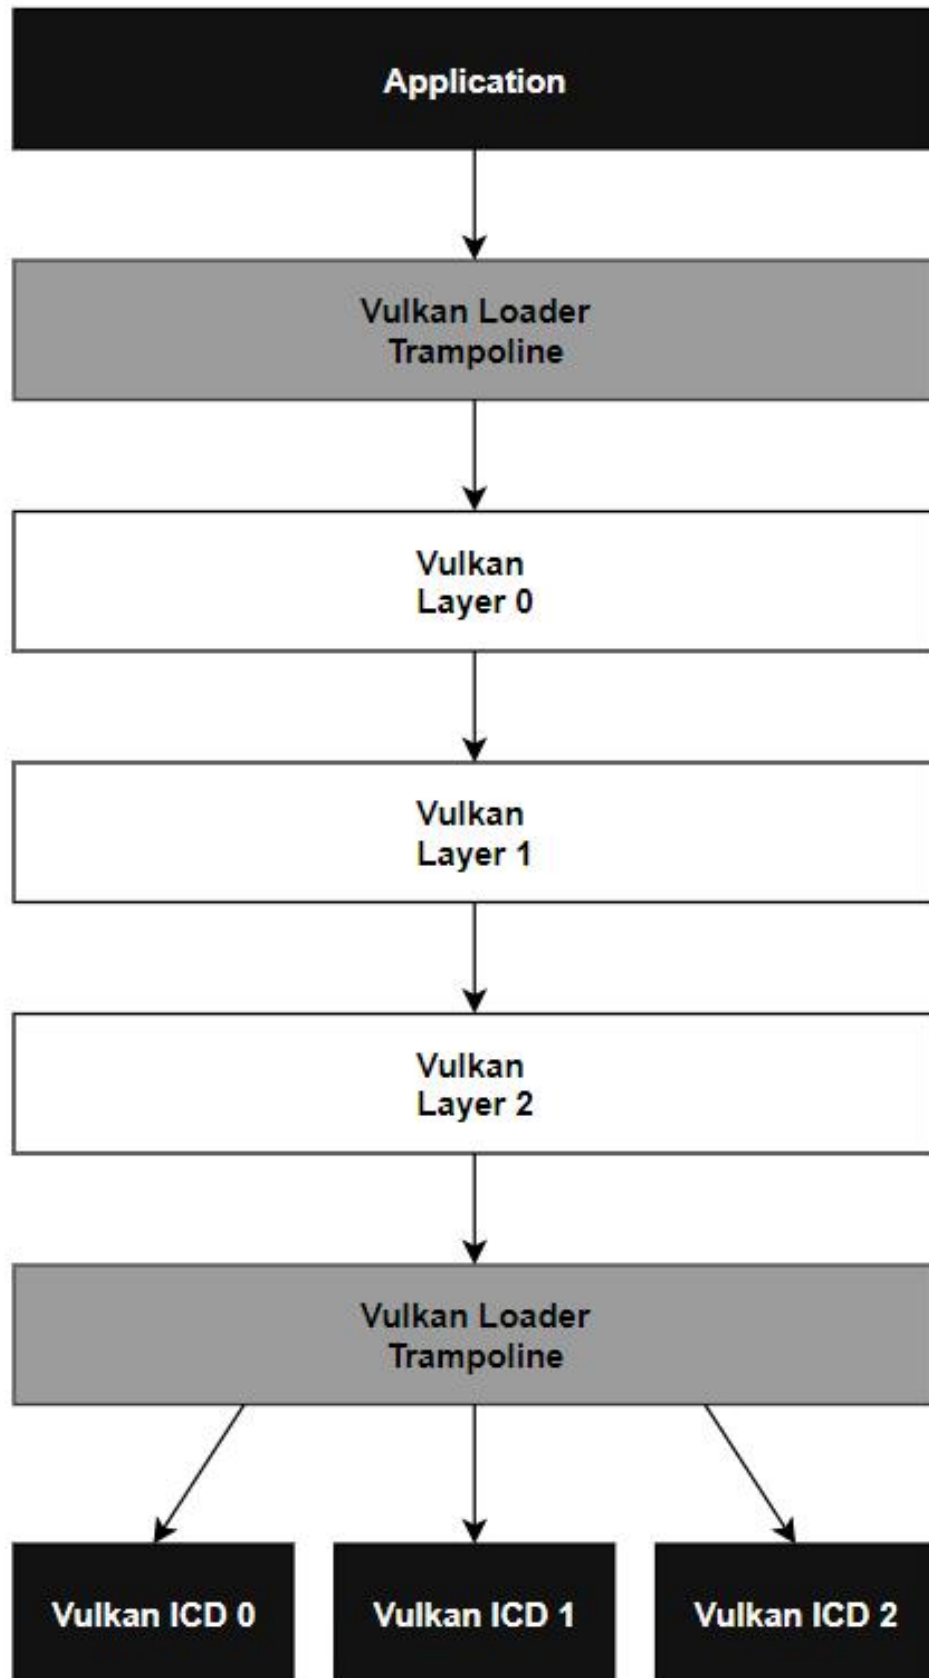 Application
Vulkan Loader
Trampoline
Vulkan
Layer 0
Vulkan
Layer 1
Vulkan
Layer 2
Vulkan Loader
Trampoline
Vulkan ICD 0
Vulkan ICD 1
Vulkan ICD 2